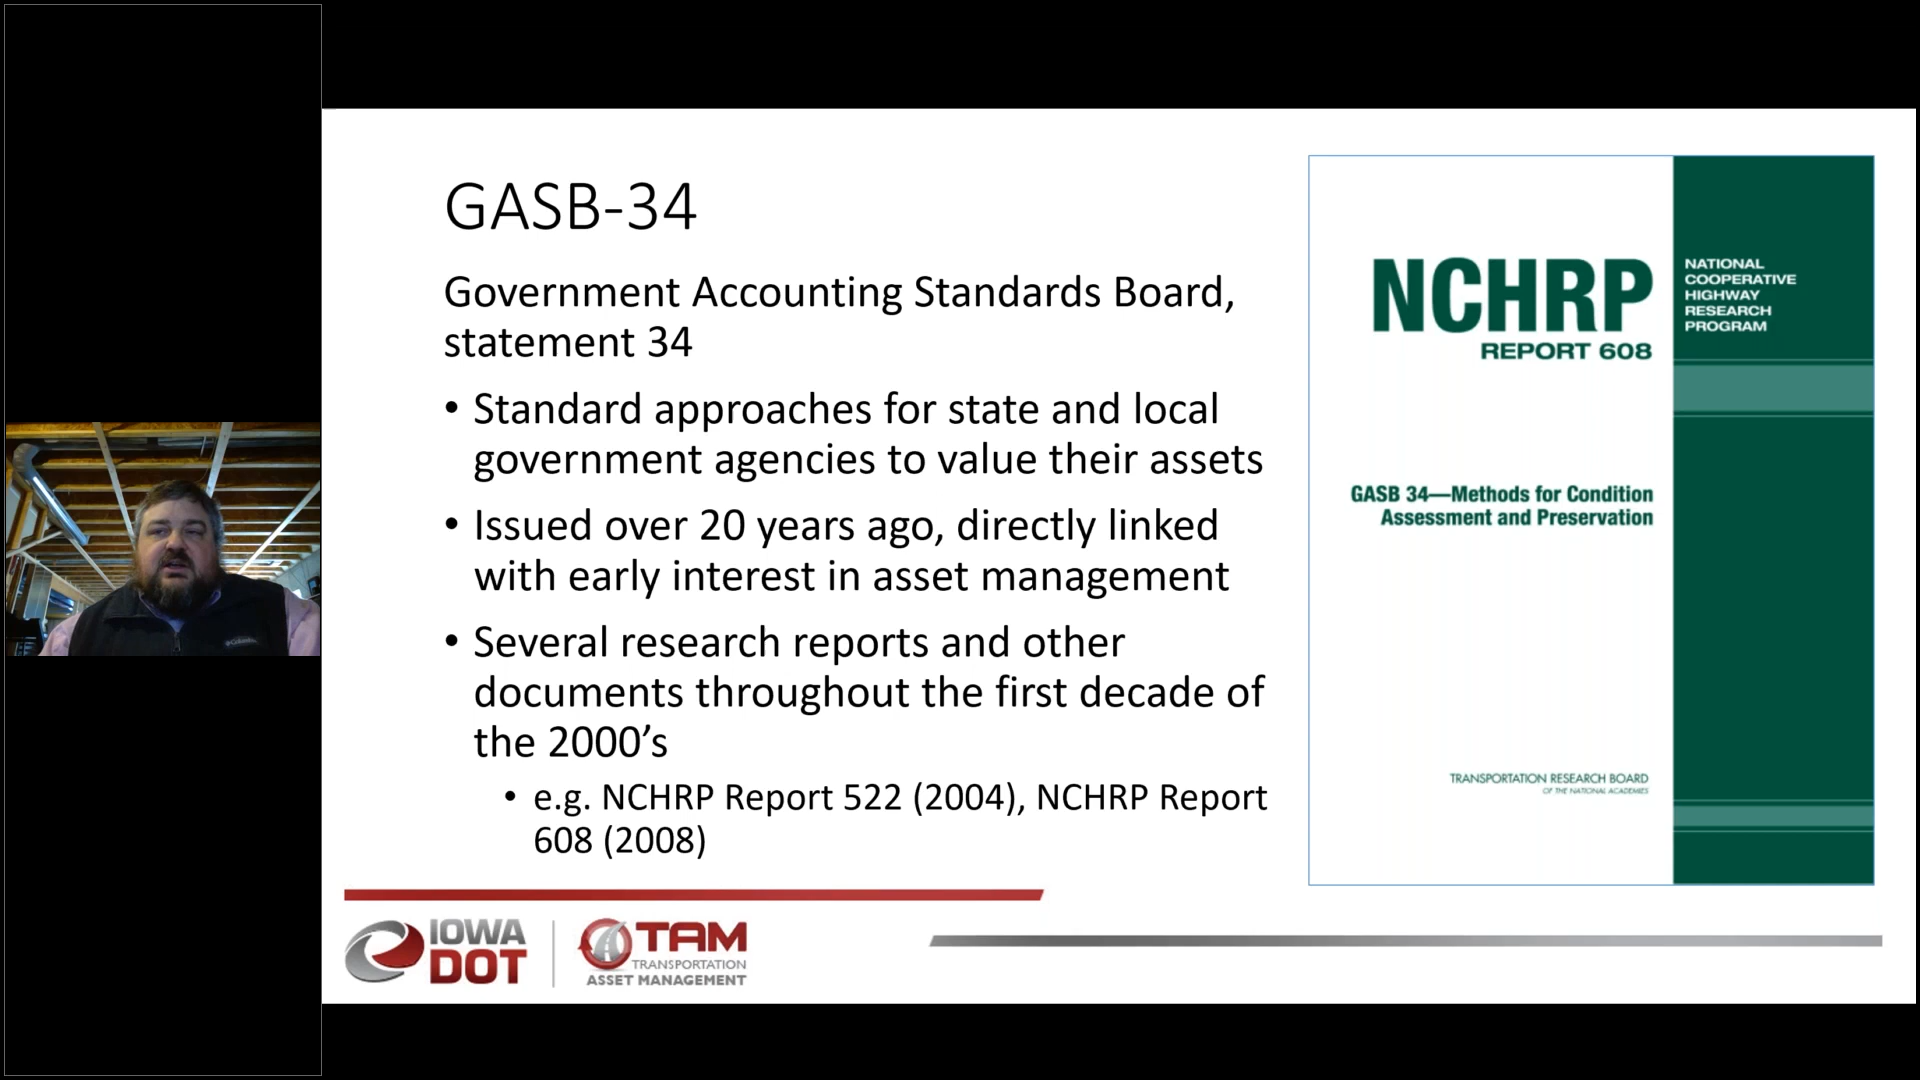 GASB-34
Government Accounting Standards Board,
statement 34
• Standard approaches for state and local
government agencies to value their assets
• Issued over 20 years ago, directly linked
with early interest in asset management
• Several research reports and other
documents throughout the first decade of
the 2000’s
• e.g. NCHRP Report 522 (2004), NCHRP Report
608 (2008)
NCHRP
REPORT 608
NATIONAL
COOPERATIVE
HIGHWAY
RESEARCH
PROGRAM
GASB 34—Methods for Condition
Assessment and Preservation
TRANSPORTATION RESEARCH BOARD
OF THE NATIONAL ACADEMIES
IOWA
DOT
TAM
TRANSPORTATION
ASSET MANAGEMENT
Columbia